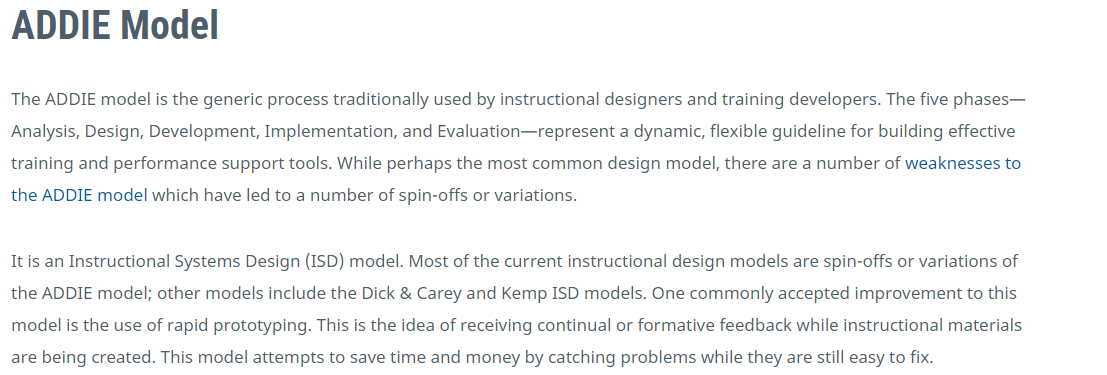 ADDIE Model
The ADDIE model is the generic process traditionally used by instructional designers and training developers. The five phases—
Analysis, Design, Development, Implementation, and Evaluation—represent a dynamic, flexible guideline for building effective
training and performance support tools. While perhaps the most common design model, there are a number of weaknesses to
the ADDIE model which have led to a number of spin-offs or variations.
It is an Instructional Systems Design (ISD) model. Most of the current instructional design models are spin-offs or variations of
the ADDIE model; other models include the Dick & Carey and Kemp ISD models. One commonly accepted improvement to this
model is the use of rapid prototyping. This is the idea of receiving continual or formative feedback while instructional materials
are being created. This model attempts to save time and money by catching problems while they are still easy to fix.